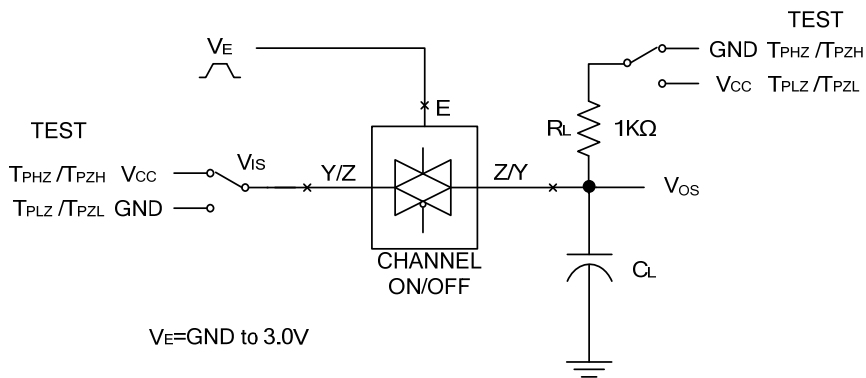 TEST
GND TPHZ /TPZH
VCC TPLZ /TPZL
VE
E
RL 1KΩ
TEST
TPHZ /TPZH VCC
VIS
Y/Z
Z/Y
VOS
TPLZ /TPZL GND
CHANNEL
ON/OFF
CL
VE=GND to 3.0V